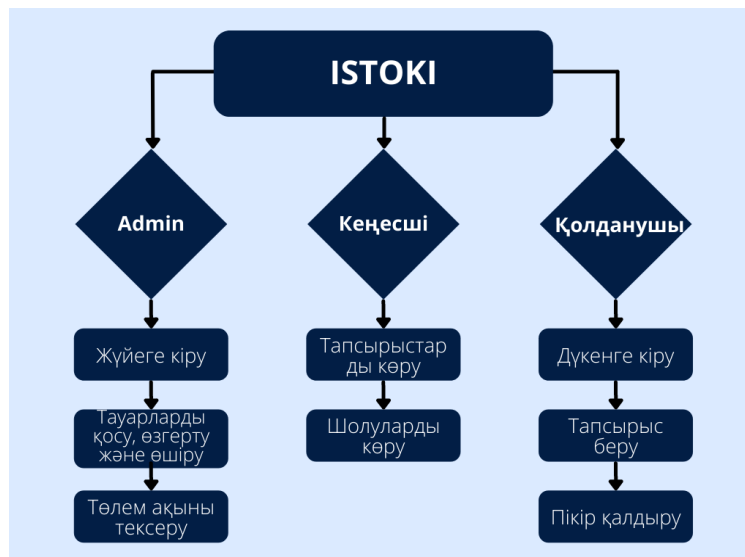 ISTOKI
Admin
Кеңесші
Қолданушы
Жүйеге кіру
Тауарларды
қосу, өзгерту
және өшіру
Төлем ақыны
тексеру
Тапсырыстар
ды көру
Шолуларды
көру
Дүкенге кіру
Тапсырыс
беру
Пікір қалдыру